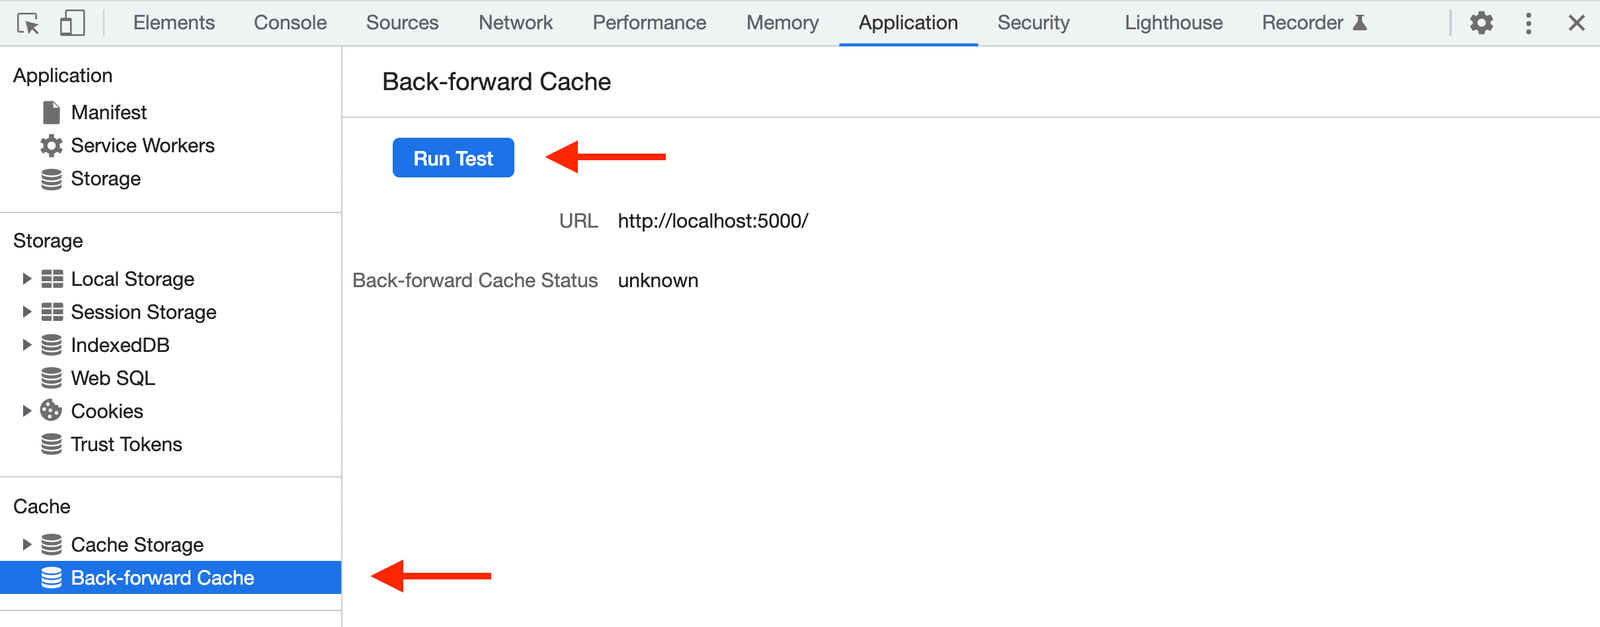 Elements Console Sources Network Performance Memory Application Security Lighthouse Recorder
Application
Manifest
Service Workers
Storage
Storage
Local Storage
Session Storage
IndexedDB
Web SQL
Cookies
Trust Tokens
Cache
Cache Storage
Back-forward Cache
Back-forward Cache
Run Test
URL http://localhost:5000/
Back-forward Cache Status unknown